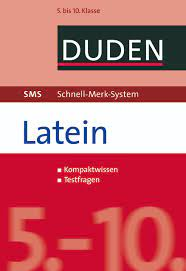 5. bis 10. Klasse
DUDEN
SMS Schnell-Merk-System
Latein
Kompaktwissen
Testfragen
5.–10.